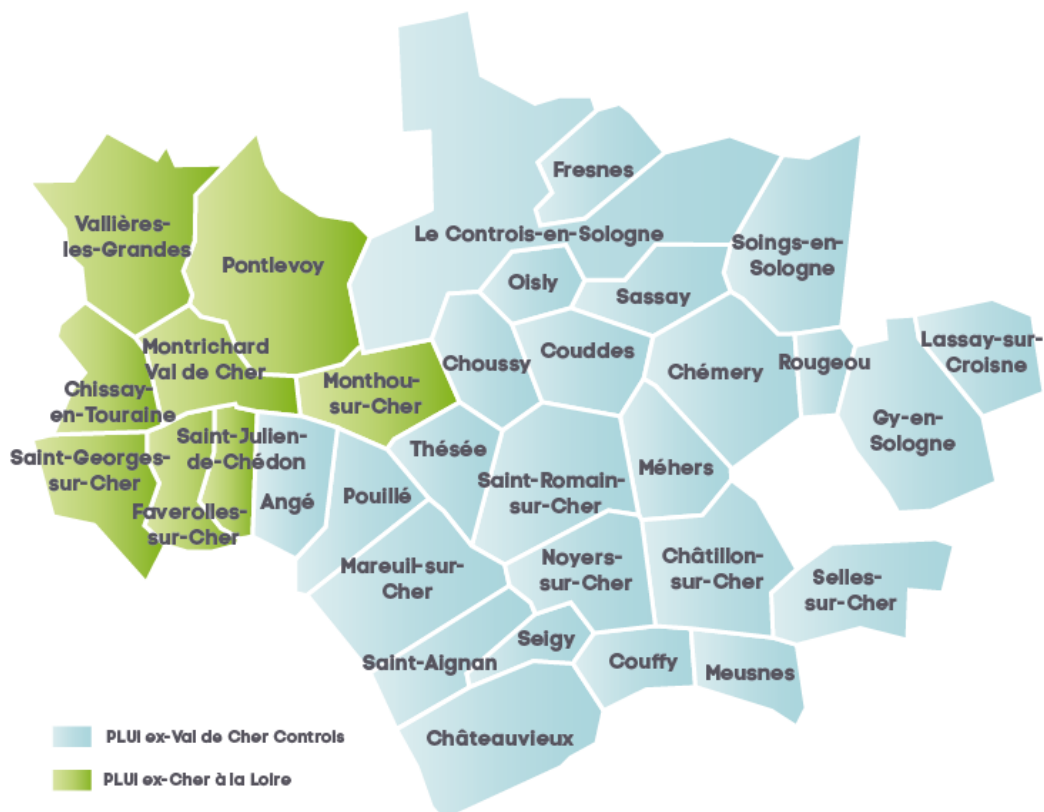 Fresnes
Vallières-
les-Grandes
Le Controis-en-Sologne
Soings-en-
Sologne
Pontlevoy
Oisly
Sassay
Lassay-sur-
Croisne
Montrichard
Val de Cher
Choussy
Couddes
Chémery
Rougeou
Chissay-
en-Touraine
Monthou-
sur-Cher
Gy-en-
Sologne
Saint-Georges-
sur-Cher
Saint-Julien-
de-Chédon
Thésée
Saint-Romain-
sur-Cher
Méhers
Angé
Pouillé
Faverolles-
sur-Cher
Mareuil-sur-
Cher
Noyers-
sur-Cher
Châtillon-
sur-Cher
Selles-
sur-Cher
Saint-Aignan
Seigy
Couffy
Meusnes
Châteauvieux
PLUI ex-Val de Cher Controis
PLUI ex-Cher à la Loire